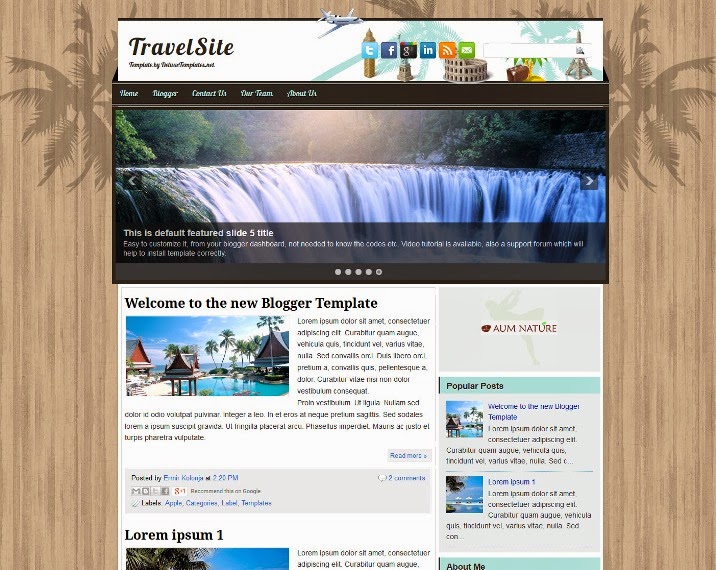 TravelSite
Template by DeluxeTemplates.net
Home Blogger Contact Us Our Team About Us
This is default featured slide 5 title
Easy to customize it, from your blogger dashboard, not needed to know the codes etc. Video tutorial is available, also a support forum which will
help to install template correctly.
Welcome to the new Blogger Template
Lorem ipsum dolor sit amet, consectetuer
adipiscing elit. Curabitur quam augue,
vehicula quis, tincidunt vel, varius vitae,
nulla. Sed convallis orci. Duis libero orci,
pretium a, convallis quis, pellentesque a,
dolor. Curabitur vitae nisi non dolor
vestibulum consequat.
Proin vestibulum. Ut ligula. Nullam sed
dolor id odio volutpat pulvinar. Integer a leo. In et eros at neque pretium sagittis. Sed sodales
lorem a ipsum suscipit gravida. Ut fringilla placerat arcu. Phasellus imperdiet. Mauris ac justo et
turpis pharetra vulputate.
Read more »
Posted by Ermir Kolonja at 2:20 PM
2 comments
Recommend this on Google
Labels: Apple, Categories, Label, Templates
Lorem ipsum 1
Lorem ipsum dolor sit amet, consectetuer
adipiscing elit. Curabitur quam augue,
AUM NATURE
Popular Posts
Welcome to the new Blogger
Template
Lorem ipsum dolor sit amet,
consectetuer adipiscing elit.
Curabitur quam augue, vehicula quis,
tincidunt vel, varius vitae, nulla. Sed c...
Lorem ipsum 1
Lorem ipsum dolor sit amet,
consectetuer adipiscing elit.
Curabitur quam augue, vehicula
quis, tincidunt vel, varius vitae, nulla. Sed
con...
About Me